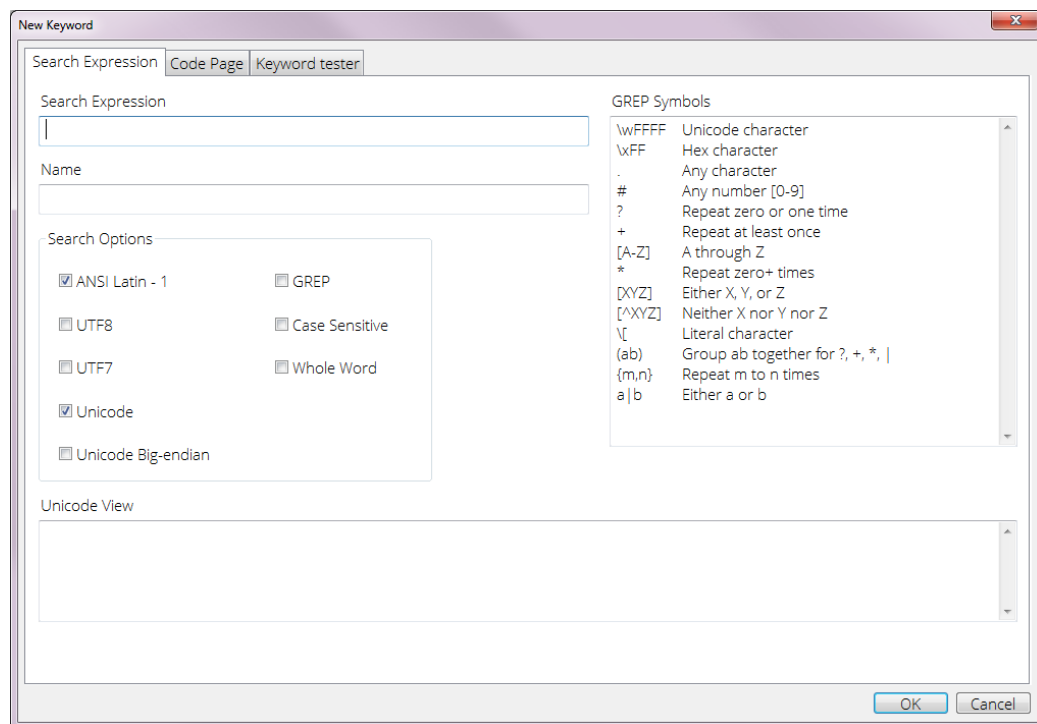 New Keyword
Search Expression Code Page Keyword tester
Search Expression
Name
Search Options
ANSI Latin - 1 GREP
UTF8 Case Sensitive
UTF7 Whole Word
Unicode
Unicode Big-endian
GREP Symbols
\wFFFF Unicode character
\xFF Hex character
. Any character
# Any number [0-9]
? Repeat zero or one time
+ Repeat at least once
[A-Z] A through Z
* Repeat zero+ times
[XYZ] Either X, Y, or Z
[^XYZ] Neither X nor Y nor Z
\[ Literal character
(ab) Group ab together for ?, +, *, |
{m,n} Repeat m to n times
a|b Either a or b
Unicode View
OK Cancel